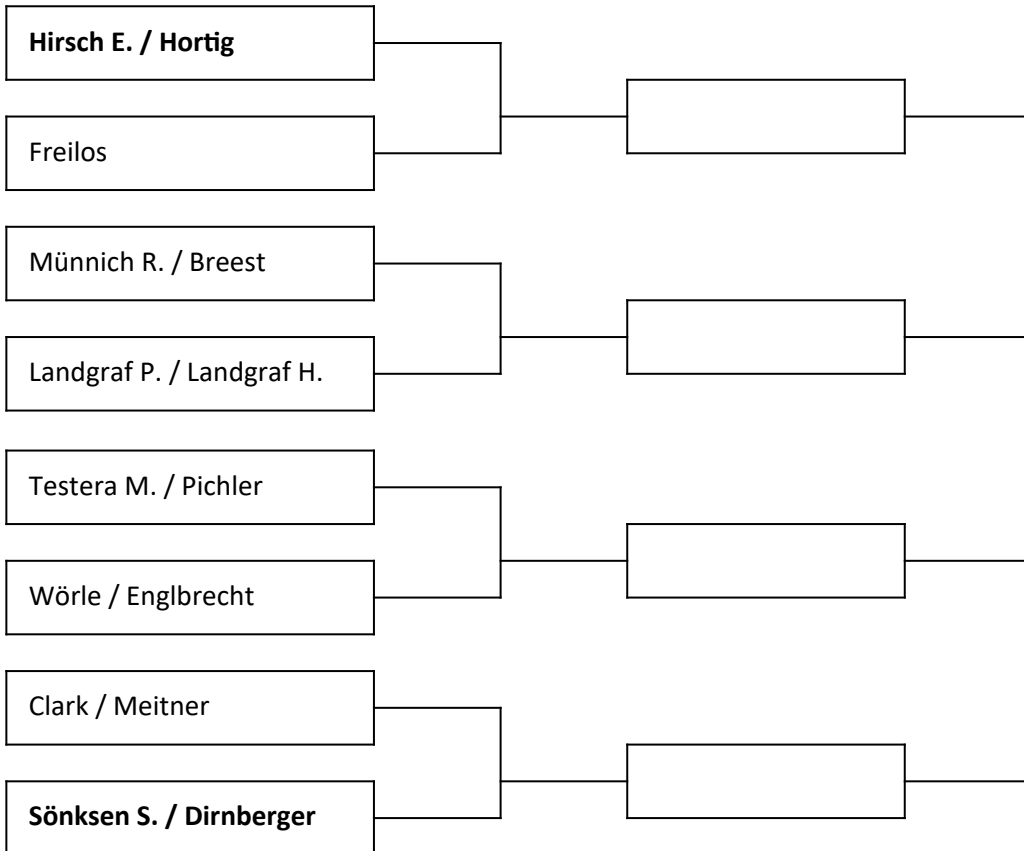 Hirsch E. / Hortig
Freilos
Münnich R. / Breest
Landgraf P. / Landgraf H.
Testera M. / Pichler
Wörle / Englbrecht
Clark / Meitner
Sönksen S. / Dirnberger